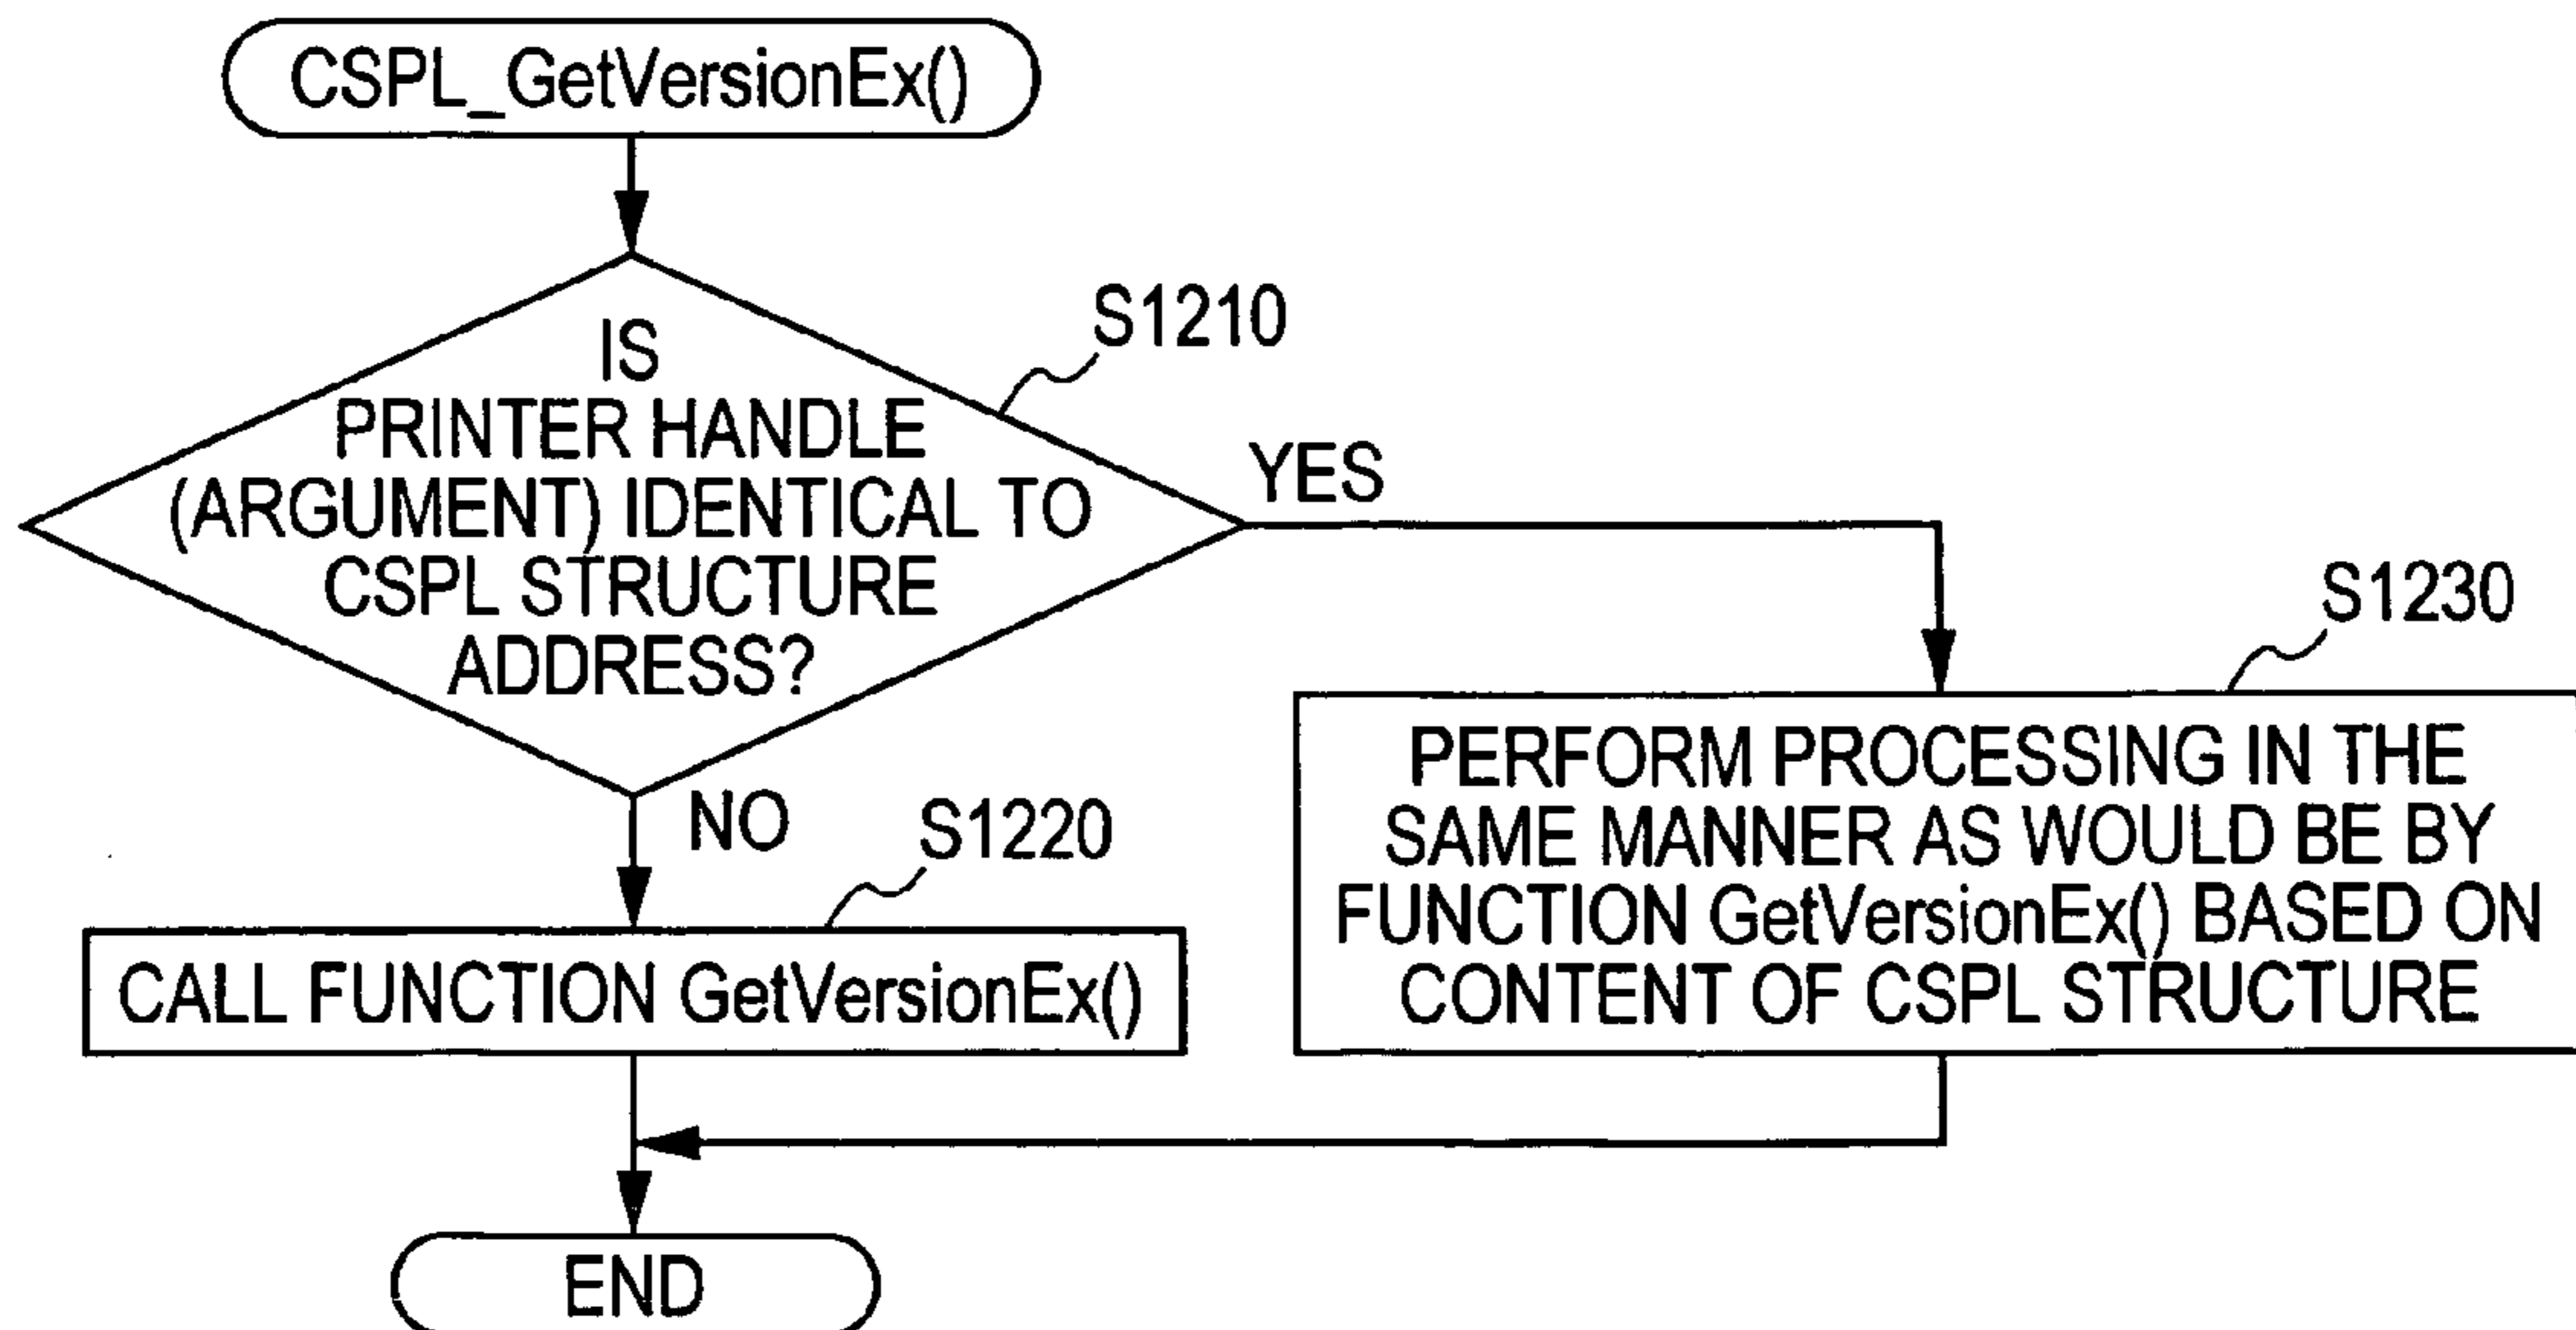 CSPL_GetVersionEx()
S1210
IS
PRINTER HANDLE
(ARGUMENT) IDENTICAL TO
CSPL STRUCTURE
ADDRESS?
YES
NO
S1220
CALL FUNCTION GetVersionEx()
S1230
PERFORM PROCESSING IN THE
SAME MANNER AS WOULD BE BY
FUNCTION GetVersionEx() BASED ON
CONTENT OF CSPL STRUCTURE
END